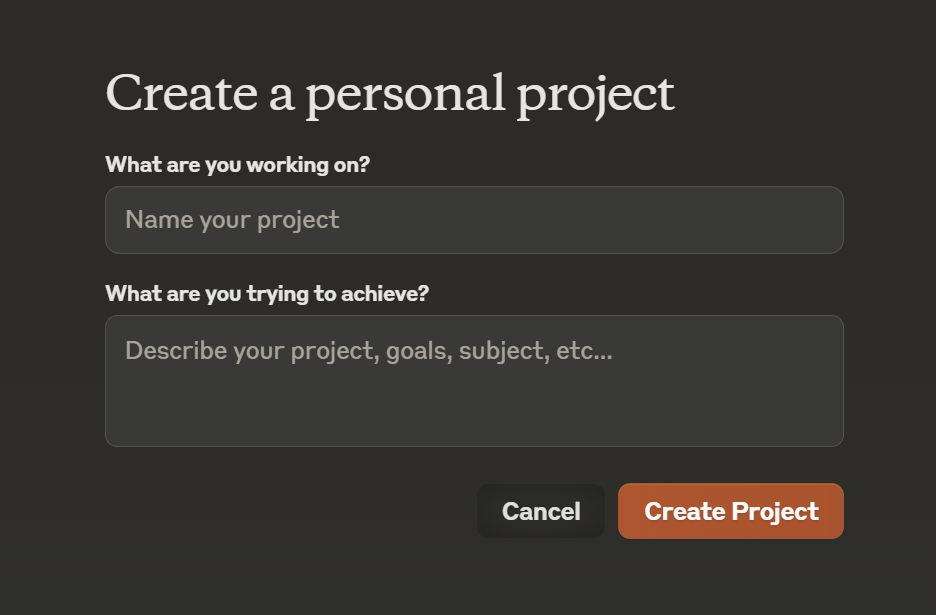 Create a personal project
What are you working on?
Name your project
What are you trying to achieve?
Describe your project, goals, subject, etc...
Cancel
Create Project